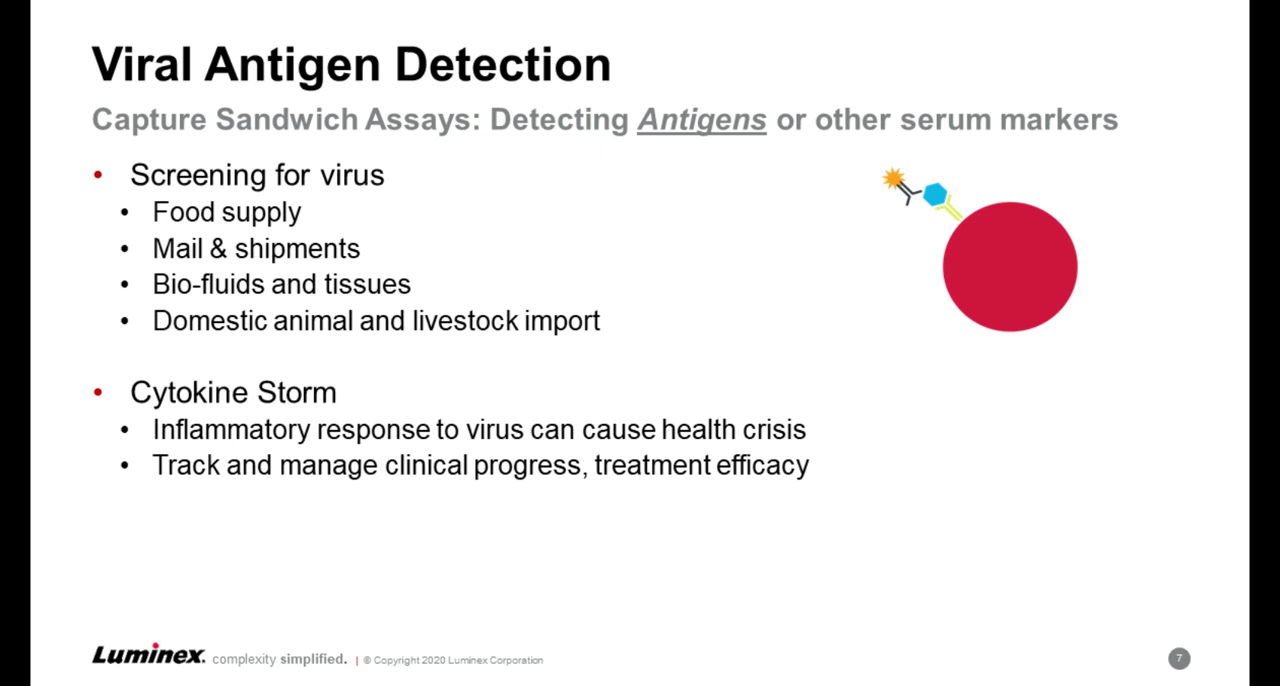 Viral Antigen Detection
Capture Sandwich Assays: Detecting Antigens or other serum markers
• Screening for virus
• Food supply
• Mail & shipments
• Bio-fluids and tissues
• Domestic animal and livestock import
• Cytokine Storm
• Inflammatory response to virus can cause health crisis
• Track and manage clinical progress, treatment efficacy
Luminex. complexity simplified. | © Copyright 2020 Luminex Corporation
7